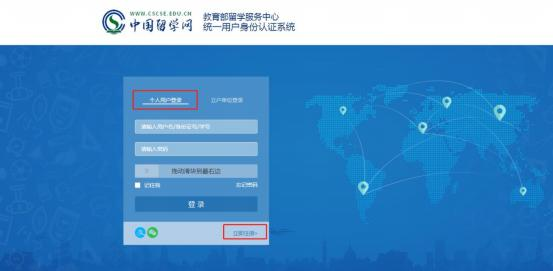 WWW.CSCSE.EDU.CN
中国留学网
教育部留学服务中心
统一用户身份认证系统
个人用户登录 立户单位登录
请输入用户名/身份证号/学号
请输入密码
拖动滑块到最右边
记住我 忘记密码
登录
立即注册>